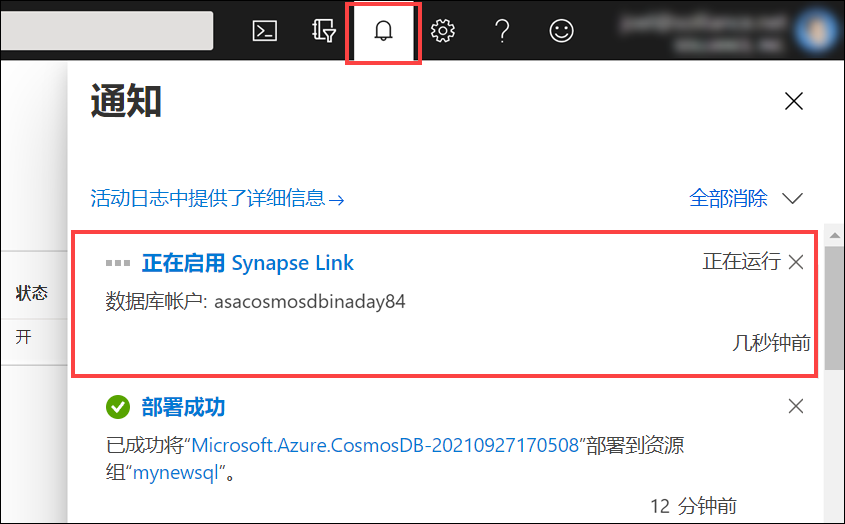 通知
活动日志中提供了详细信息→
全部消除
正在启用 Synapse Link
正在运行
数据库帐户: asacosmosdbinaday84
几秒钟前
状态
开
部署成功
已成功将“Microsoft.Azure.CosmosDB-20210927170508”部署到资源
组“mynewsql”。
12 分钟前